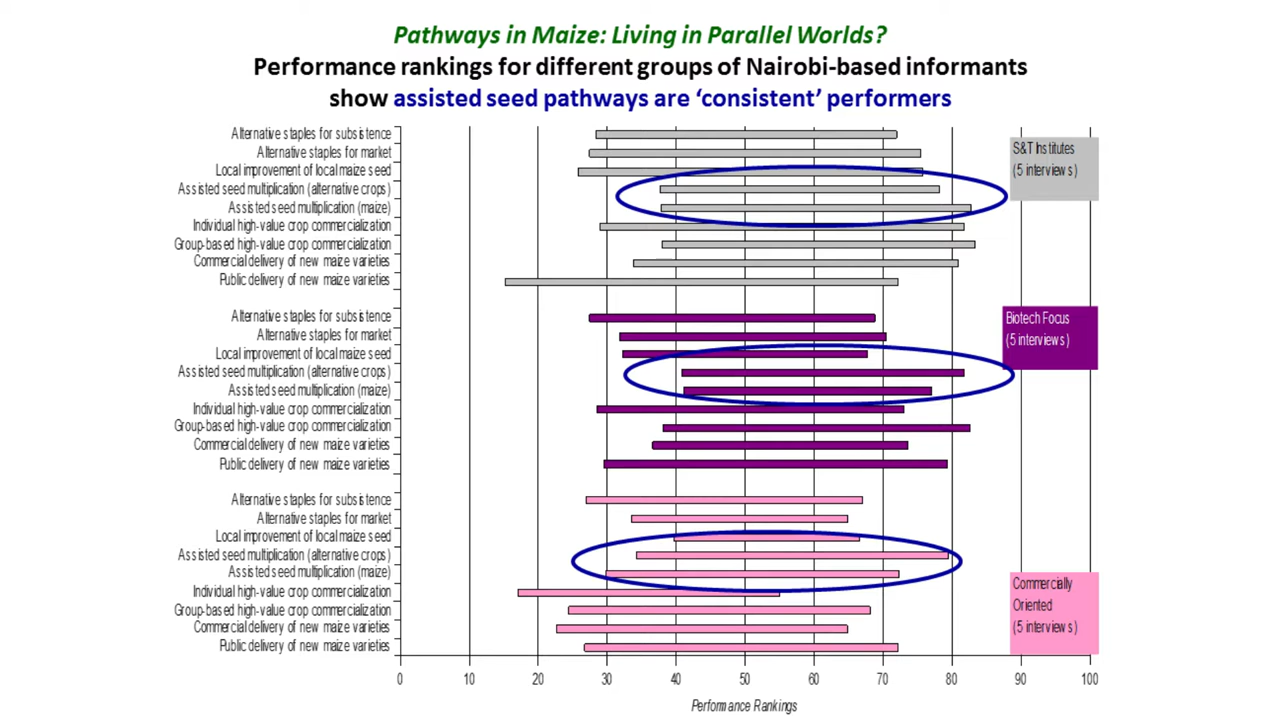 Pathways in Maize: Living in Parallel Worlds?
Performance rankings for different groups of Nairobi-based informants
show assisted seed pathways are ‘consistent’ performers
Alternative staples for subsistence
Alternative staples for market
Local improvement of local maize seed
Assisted seed multiplication (alternative crops)
Assisted seed multiplication (maize)
Individual high-value crop commercialization
Group-based high-value crop commercialization
Commercial delivery of new maize varieties
Public delivery of new maize varieties
S&T Institutes
(5 interviews)
Alternative staples for subsistence
Alternative staples for market
Local improvement of local maize seed
Assisted seed multiplication (alternative crops)
Assisted seed multiplication (maize)
Individual high-value crop commercialization
Group-based high-value crop commercialization
Commercial delivery of new maize varieties
Public delivery of new maize varieties
Biotech Focus
(5 interviews)
Alternative staples for subsistence
Alternative staples for market
Local improvement of local maize seed
Assisted seed multiplication (alternative crops)
Assisted seed multiplication (maize)
Individual high-value crop commercialization
Group-based high-value crop commercialization
Commercial delivery of new maize varieties
Public delivery of new maize varieties
Commercially
Oriented
(5 interviews)
0 10 20 30 40 50 60 70 80 90 100
Performance Rankings